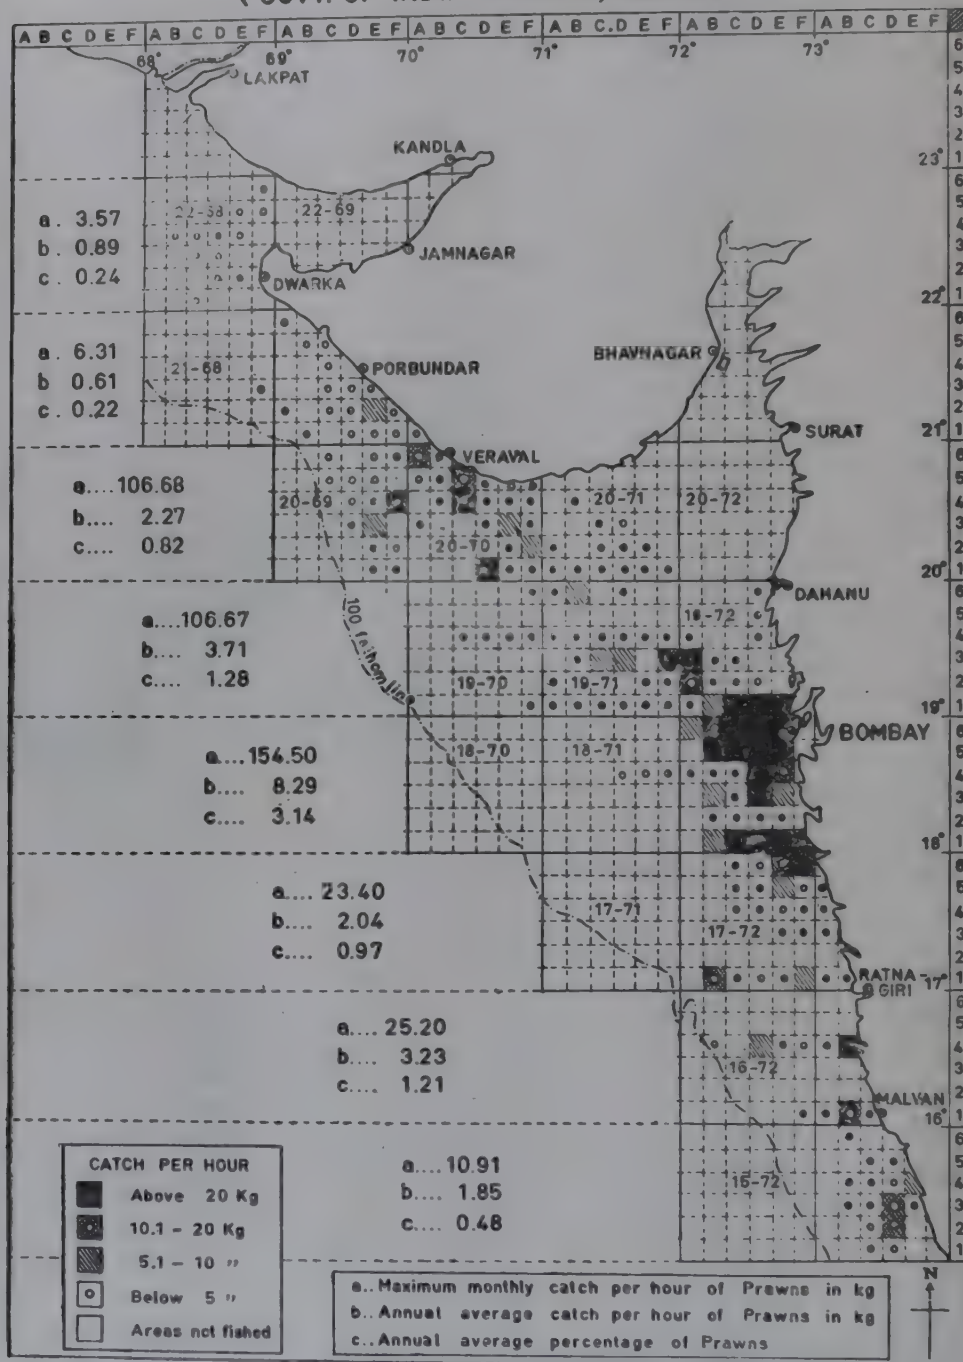 A B C D E F A B C D E F A B C D E F A B C D E F A B C D E F A B C D E F A B C D E F
68° 69° 70° 71° 72° 73°
LAKPAT
KANDLA
23°
a. 3.57
b. 0.89
c. 0.24
22-68 22-69
JAMNAGAR
DWARKA
22°
a. 6.31
b 0.61
c. 0.22
21-68
PORBUNDAR
BHAVNAGAR
SURAT
21°
VERAVAL
a....106.68
b.... 2.27
c.... 0.82
20-69 20-70 20-71 20-72
20°
DAHANU
a....106.67
b.... 3.71
c.... 1.28
100 fathom
19-70 19-71
19°
BOMBAY
a....154.50
b.... 8.29
c.... 3.14
18-70 18-71
18°
a.... 23.40
b.... 2.04
c.... 0.97
17-71 17-72
RATNA-
GIRI
17°
a.... 25.20
b.... 3.23
c.... 1.21
16-72
MALVAN
16°
a.... 10.91
b.... 1.85
c.... 0.48
15-72
CATCH PER HOUR
Above 20 Kg
10.1 – 20 Kg
5.1 – 10 "
Below 5 "
Areas not fished
a..Maximum monthly catch per hour of Prawns in kg
b..Annual average catch per hour of Prawns in kg
c..Annual average percentage of Prawns
N